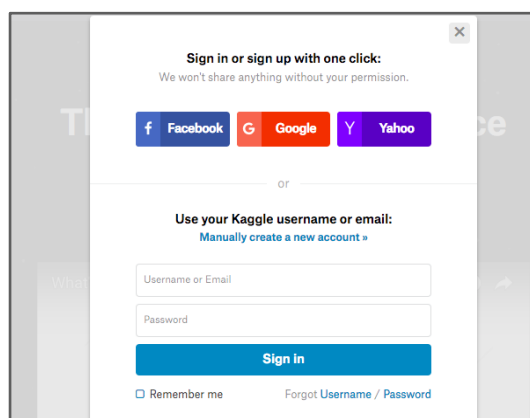 Sign in or sign up with one click:
We won't share anything without your permission.
f Facebook G Google Y Yahoo
or
Use your Kaggle username or email:
Manually create a new account »
Username or Email
Password
Sign in
Remember me Forgot Username / Password